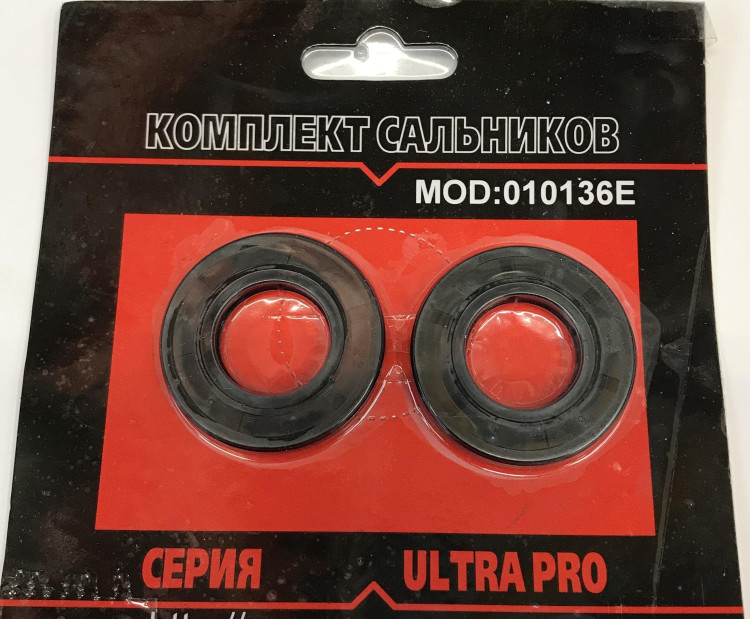 КОМПЛЕКТ САЛЬНИКОВ
MOD:010136E
СЕРИЯ ULTRA PRO